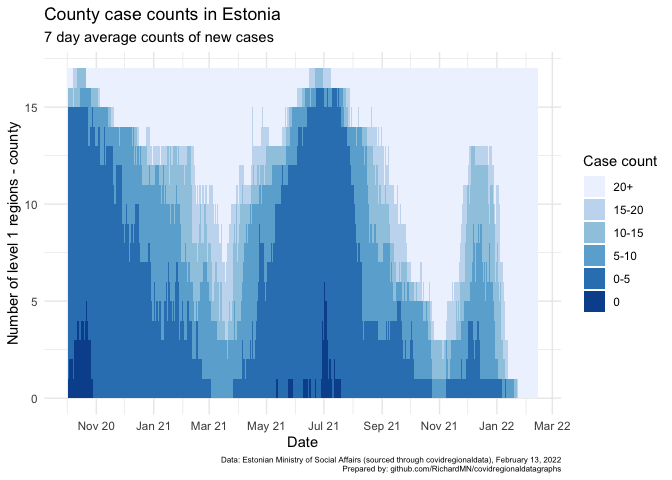 County case counts in Estonia
7 day average counts of new cases
Number of level 1 regions - county
15
10
5
0
Nov 20 Jan 21 Mar 21 May 21 Jul 21 Sep 21 Nov 21 Jan 22 Mar 22
Date
Case count
20+
15-20
10-15
5-10
0-5
0
Data: Estonian Ministry of Social Affairs (sourced through covidregionaldata), February 13, 2022
Prepared by: github.com/RichardMN/covidregionaldatagraphs